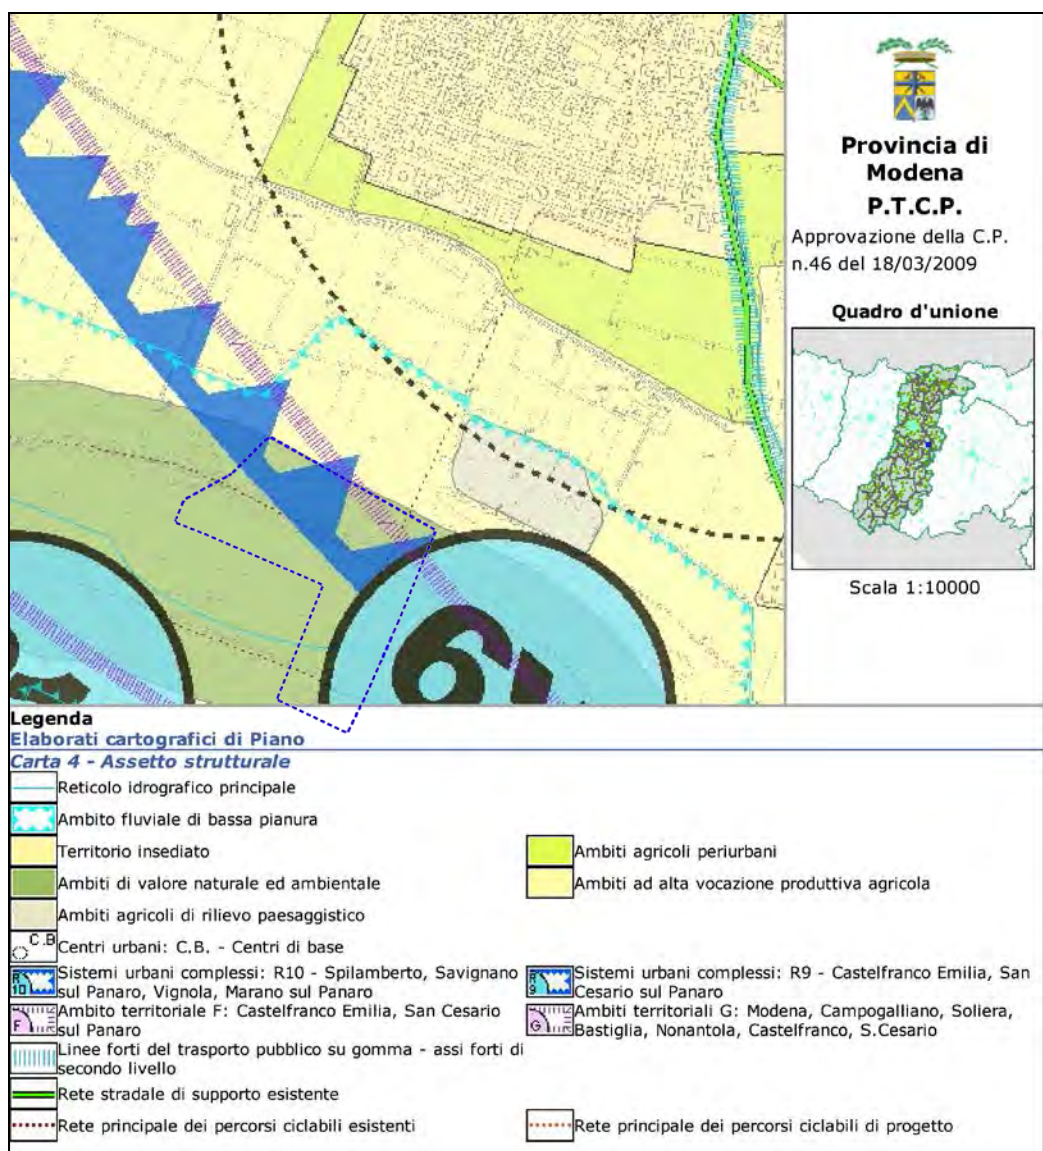 Provincia di
Modena
P.T.C.P.
Approvazione della C.P.
n.46 del 18/03/2009
Quadro d'unione
Scala 1:10000
Legenda
Elaborati cartografici di Piano
Carta 4 - Assetto strutturale
Reticolo idrografico principale
Ambito fluviale di bassa pianura
Territorio insediato
Ambiti agricoli periurbani
Ambiti di valore naturale ed ambientale
Ambiti ad alta vocazione produttiva agricola
Ambiti agricoli di rilievo paesaggistico
C.B
Centri urbani: C.B. - Centri di base
R
10
Sistemi urbani complessi: R10 - Spilamberto, Savignano
sul Panaro, Vignola, Marano sul Panaro
R
9
Sistemi urbani complessi: R9 - Castelfranco Emilia, San
Cesario sul Panaro
F
Ambito territoriale F: Castelfranco Emilia, San Cesario
sul Panaro
G
Ambiti territoriali G: Modena, Campogalliano, Soliera,
Bastiglia, Nonantola, Castelfranco, S.Cesario
Linee forti del trasporto pubblico su gomma - assi forti di
secondo livello
Rete stradale di supporto esistente
Rete principale dei percorsi ciclabili esistenti
Rete principale dei percorsi ciclabili di progetto